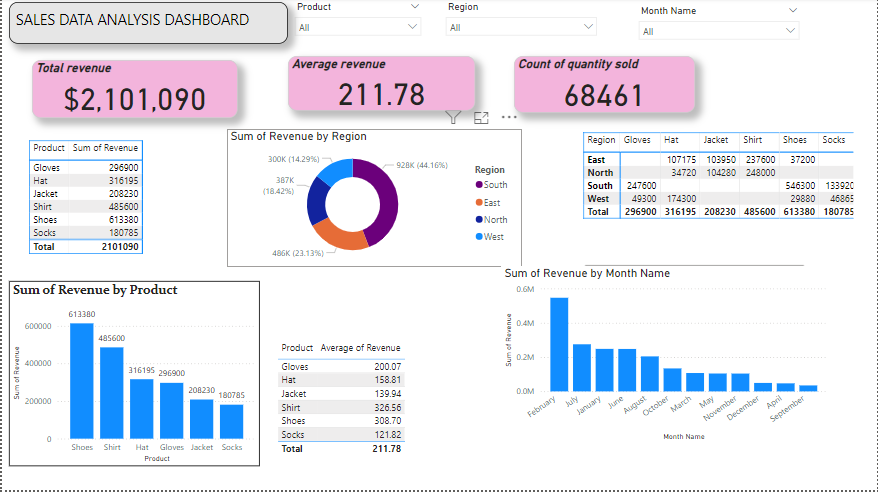 SALES DATA ANALYSIS DASHBOARD
Product
All
Region
All
Month Name
All
Total revenue
$2,101,090
Average revenue
211.78
Count of quantity sold
68461
Product Sum of Revenue
Gloves 296900
Hat 316195
Jacket 208230
Shirt 485600
Shoes 613380
Socks 180785
Total 2101090
Sum of Revenue by Region
300K (14.29%)
928K (44.16%)
387K
(18.42%)
486K (23.13%)
Region
South
East
North
West
Region Gloves Hat Jacket Shirt Shoes Socks
East 107175 103950 237600 37200
North 34720 104280 248000
South 247600 546300 133920
West 49300 174300 29880 46865
Total 296900 316195 208230 485600 613380 180785
Sum of Revenue by Product
Sum of Revenue
600000
400000
200000
0
613380
485600
316195
296900
208230
180785
Shoes Shirt Hat Gloves Jacket Socks
Product
Product Average of Revenue
Gloves 200.07
Hat 158.81
Jacket 139.94
Shirt 326.56
Shoes 308.70
Socks 121.82
Total 211.78
Sum of Revenue by Month Name
Sum of Revenue
0.6M
0.4M
0.2M
0.0M
February July January June August October March May November December April September
Month Name